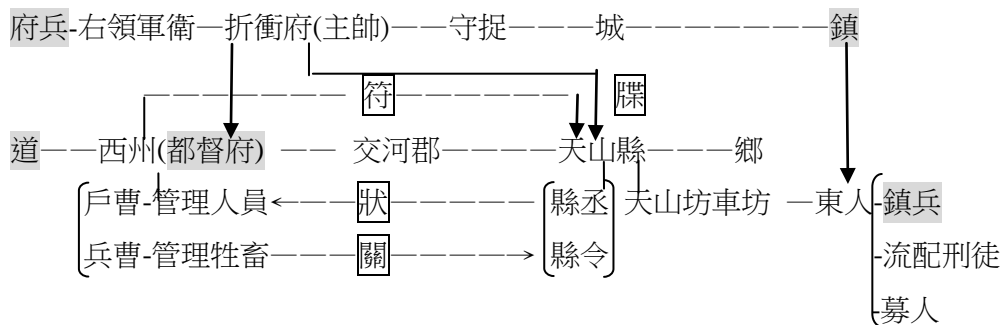 府兵-右領軍衛—折衝府(主帥)——守捉———城——————鎮
——————— 符 —————— 牒
道——西州(都督府) —— 交河郡————天山縣———鄉
戶曹-管理人員←———狀————— 縣丞 天山坊車坊 —東人-鎮兵
兵曹-管理牲畜———關—————→ 縣令 -流配刑徒
-募人